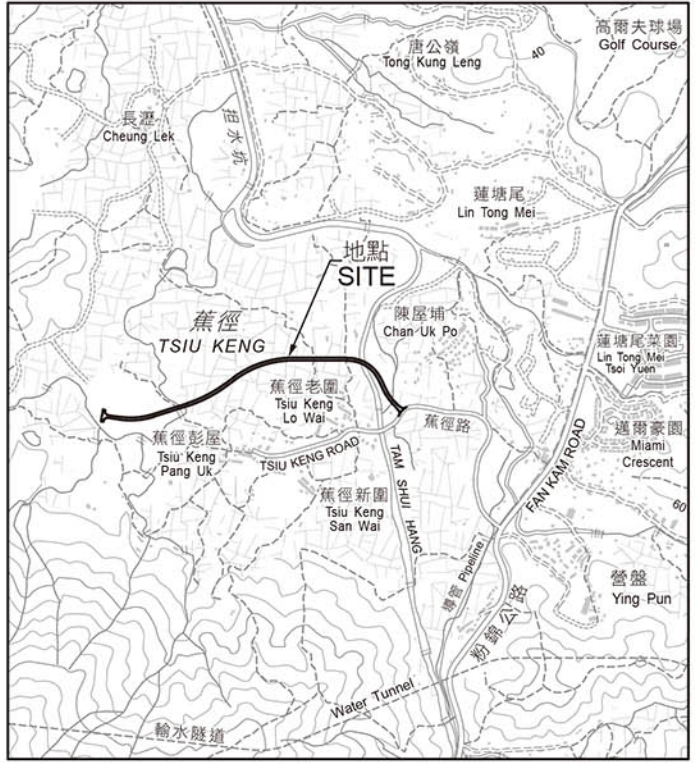 高爾夫球場
Golf Course
唐公嶺
Tong Kung Leng
40
長瀝
Cheung Lek
担水坑
蓮塘尾
Lin Tong Mei
地點
SITE
蕉徑
TSIU KENG
陳屋埔
Chan Uk Po
蓮塘尾菜園
Lin Tong Mei
Tsoi Yuen
蕉徑老圍
Tsiu Keng
Lo Wai
蕉徑路
邁爾豪園
Miami
Crescent
蕉徑彭屋
Tsiu Keng
Pang Uk
TSIU KENG ROAD
TAM SHUI HANG
FAN KAM ROAD
蕉徑新圍
Tsiu Keng
San Wai
60
導管 Pipeline
營盤
Ying Pun
粉錦公路
Water Tunnel
輸水隧道